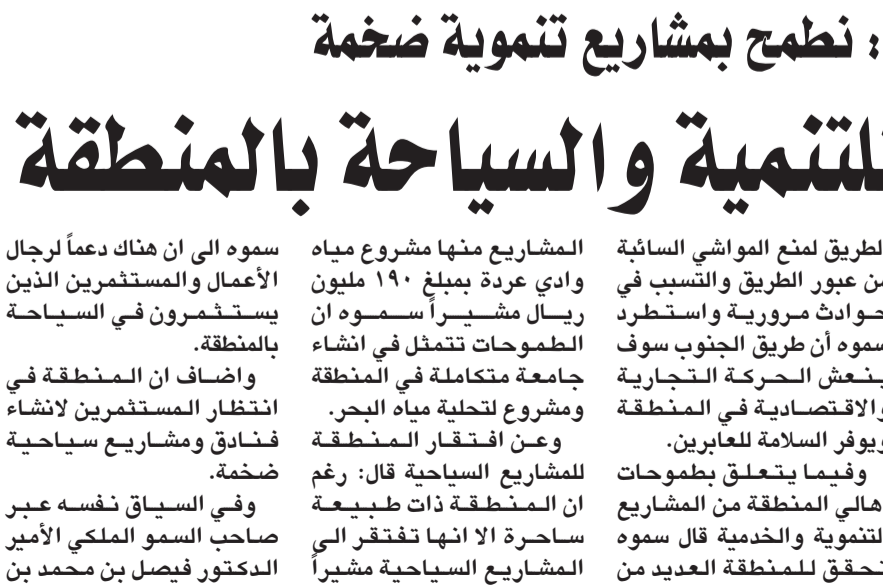 : نطمح بمشاريع تنموية ضخمة
للتنمية والسياحة بالمنطقة
لطريق لمنع المواشي السائبة
من عبور الطريق والتسبب في
حوادث مرورية واستطرد
سموه أن طريق الجنوب سوف
ينعش الحركة التجارية
والاقتصادية في المنطقة
ويوفر السلامة للعابرين.
وفيما يتعلق بطموحات
هالي المنطقة من المشاريع
لتنموية والخدمية قال سموه
تحقق للمنطقة العديد من
المشاريع منها مشروع مياه
وادي عردة بمبلغ ١٩٠ مليون
ريال مشيراً سموه ان
الطموحات تتمثل في انشاء
جامعة متكاملة في المنطقة
ومشروع لتحلية مياه البحر.
وعن افتقار المنطقة
للمشاريع السياحية قال: رغم
ان المنطقة ذات طبيعة
ساحرة الا انها تفتقر الى
المشاريع السياحية مشيراً
سموه الى ان هناك دعماً لرجال
الأعمال والمستثمرين الذين
يستثمرون في السياحة
بالمنطقة.
واضاف ان المنطقة في
انتظار المستثمرين لانشاء
فنادق ومشاريع سياحية
ضخمة.
وفي السياق نفسه عبر
صاحب السمو الملكي الأمير
الدكتور فيصل بن محمد بن